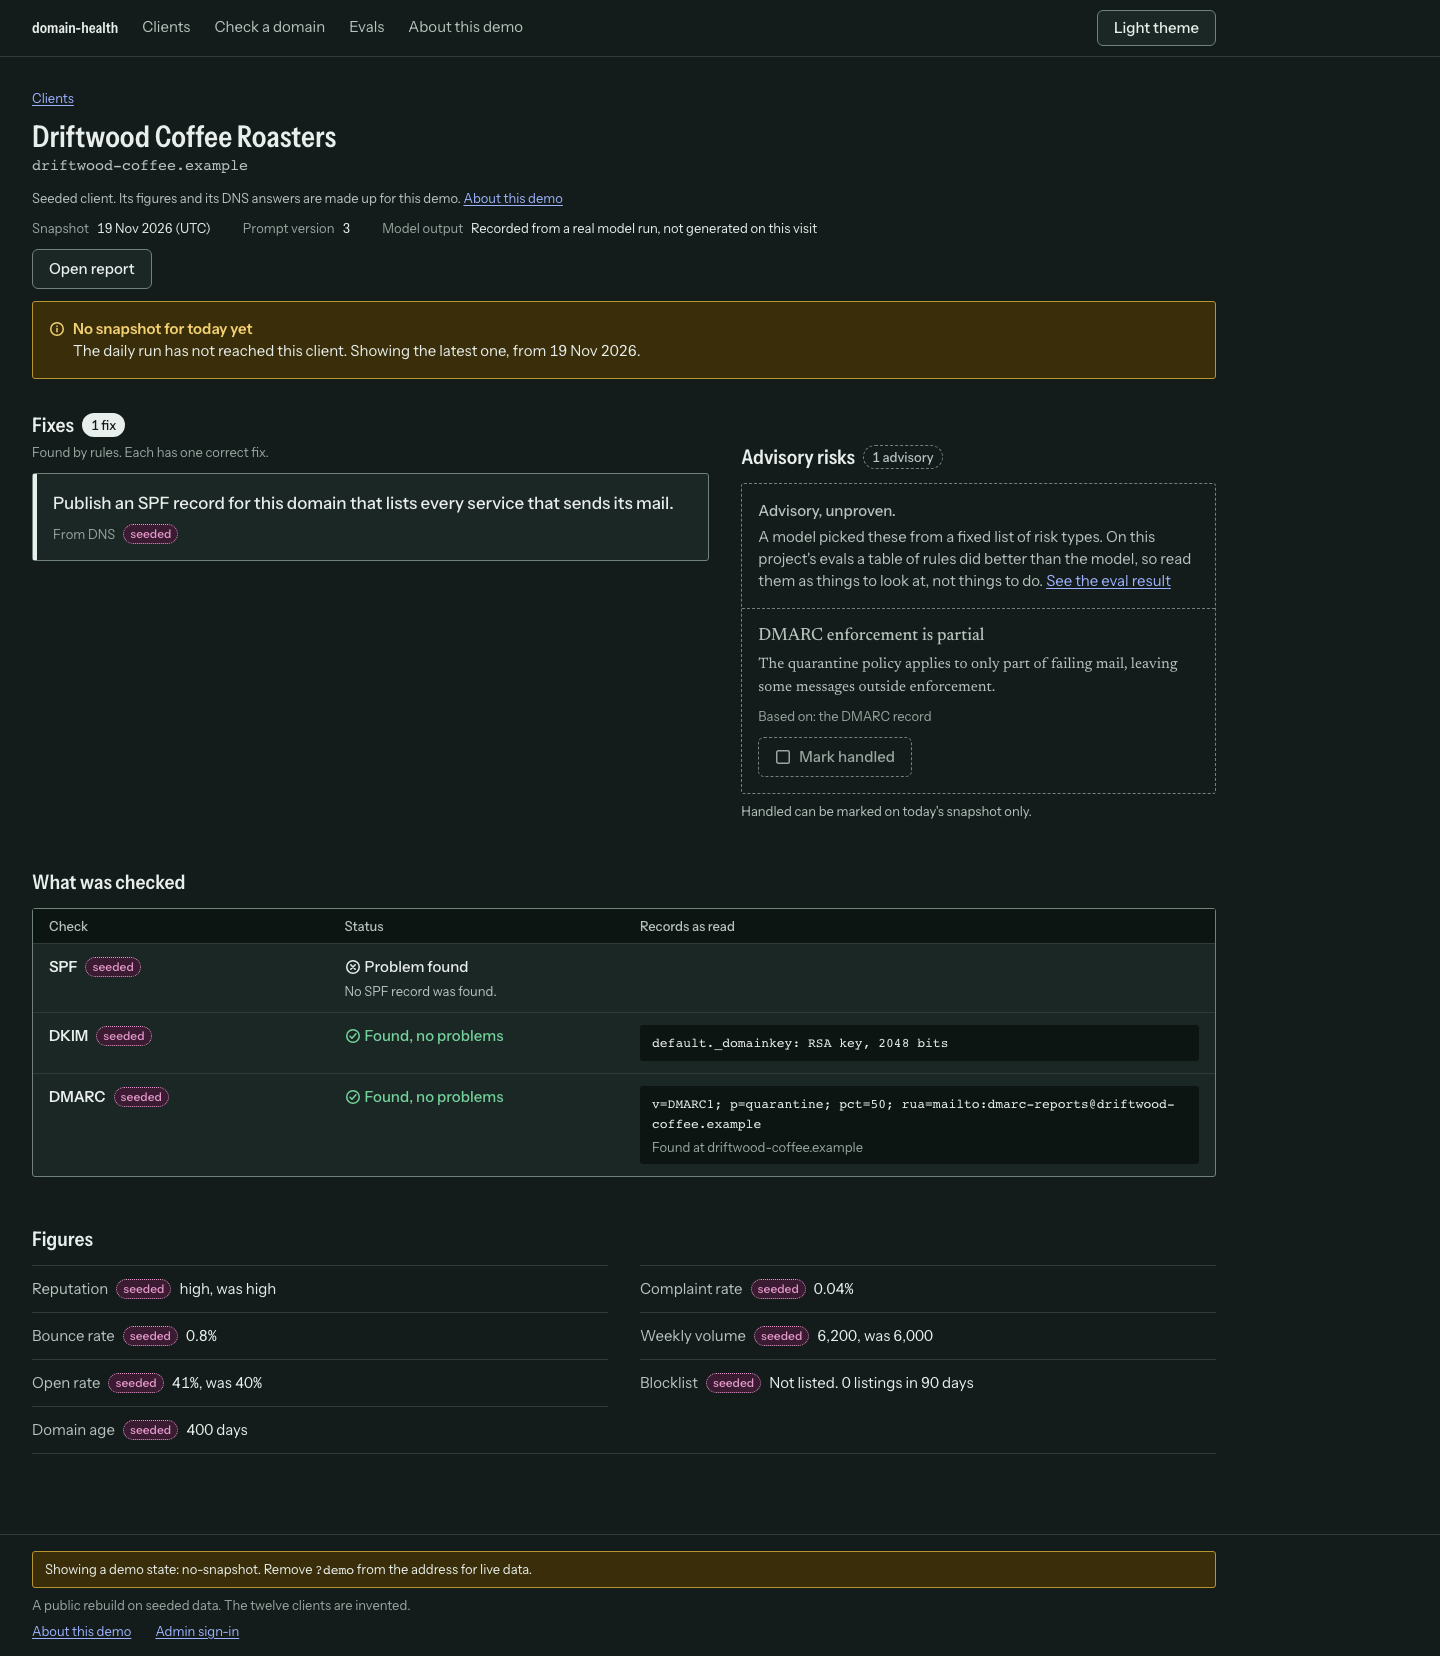 domain-health Clients Check a domain Evals About this demo Light theme
Clients
Driftwood Coffee Roasters
driftwood-coffee.example
Seeded client. Its figures and its DNS answers are made up for this demo. About this demo
Snapshot 19 Nov 2026 (UTC) Prompt version 3 Model output Recorded from a real model run, not generated on this visit
Open report
No snapshot for today yet
The daily run has not reached this client. Showing the latest one, from 19 Nov 2026.
Fixes 1 fix
Found by rules. Each has one correct fix.
Publish an SPF record for this domain that lists every service that sends its mail.
From DNS seeded
Advisory risks 1 advisory
Advisory, unproven.
A model picked these from a fixed list of risk types. On this
project's evals a table of rules did better than the model, so read
them as things to look at, not things to do. See the eval result
DMARC enforcement is partial
The quarantine policy applies to only part of failing mail, leaving
some messages outside enforcement.
Based on: the DMARC record
Mark handled
Handled can be marked on today's snapshot only.
What was checked
Check Status Records as read
SPF seeded Problem found
No SPF record was found.
DKIM seeded Found, no problems default._domainkey: RSA key, 2048 bits
DMARC seeded Found, no problems v=DMARC1; p=quarantine; pct=50; rua=mailto:dmarc-reports@driftwood-
coffee.example
Found at driftwood-coffee.example
Figures
Reputation seeded high, was high
Complaint rate seeded 0.04%
Bounce rate seeded 0.8%
Weekly volume seeded 6,200, was 6,000
Open rate seeded 41%, was 40%
Blocklist seeded Not listed. 0 listings in 90 days
Domain age seeded 400 days
Showing a demo state: no-snapshot. Remove ?demo from the address for live data.
A public rebuild on seeded data. The twelve clients are invented.
About this demo Admin sign-in